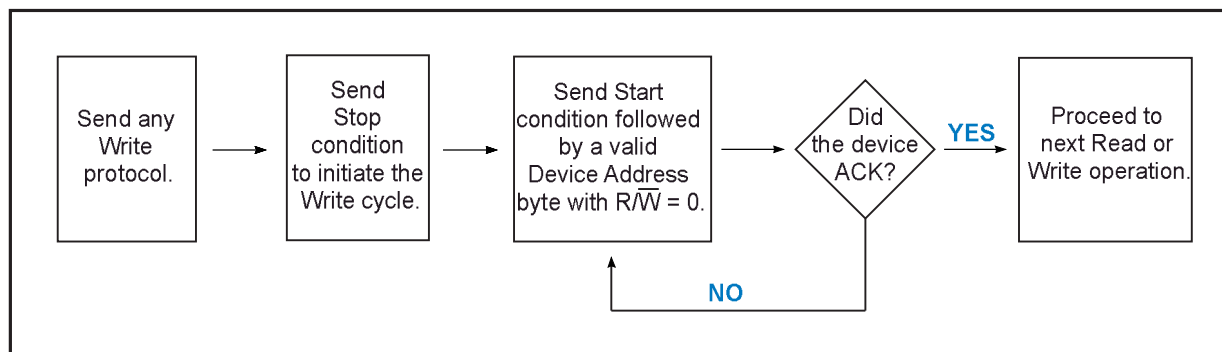 Send any
Write
protocol.
Send
Stop
condition
to initiate the
Write cycle.
Send Start
condition followed
by a valid
Device Address
byte with R/W̅ = 0.
Did
the device
ACK?
YES
NO
Proceed to
next Read or
Write operation.